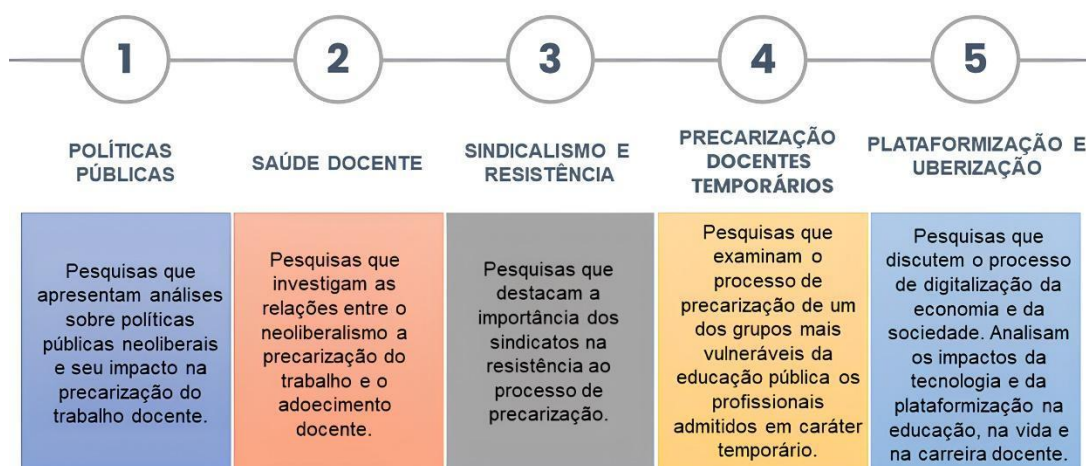 1
POLÍTICAS
PÚBLICAS
Pesquisas que
apresentam análises
sobre políticas
públicas neoliberais
e seu impacto na
precarização do
trabalho docente.
2
SAÚDE DOCENTE
Pesquisas que
investigam as
relações entre o
neoliberalismo a
precarização do
trabalho e o
adoecimento
docente.
3
SINDICALISMO E
RESISTÊNCIA
Pesquisas que
destacam a
importância dos
sindicatos na
resistência ao
processo de
precarização.
4
PRECARIZAÇÃO
DOCENTES
TEMPORÁRIOS
Pesquisas que
examinam o
processo de
precarização de um
dos grupos mais
vulneráveis da
educação pública os
profissionais
admitidos em caráter
temporário.
5
PLATAFORMIZAÇÃO E
UBERIZAÇÃO
Pesquisas que
discutem o processo
de digitalização da
economia e da
sociedade. Analisam
os impactos da
tecnologia e da
plataformização na
educação, na vida e
na carreira docente.